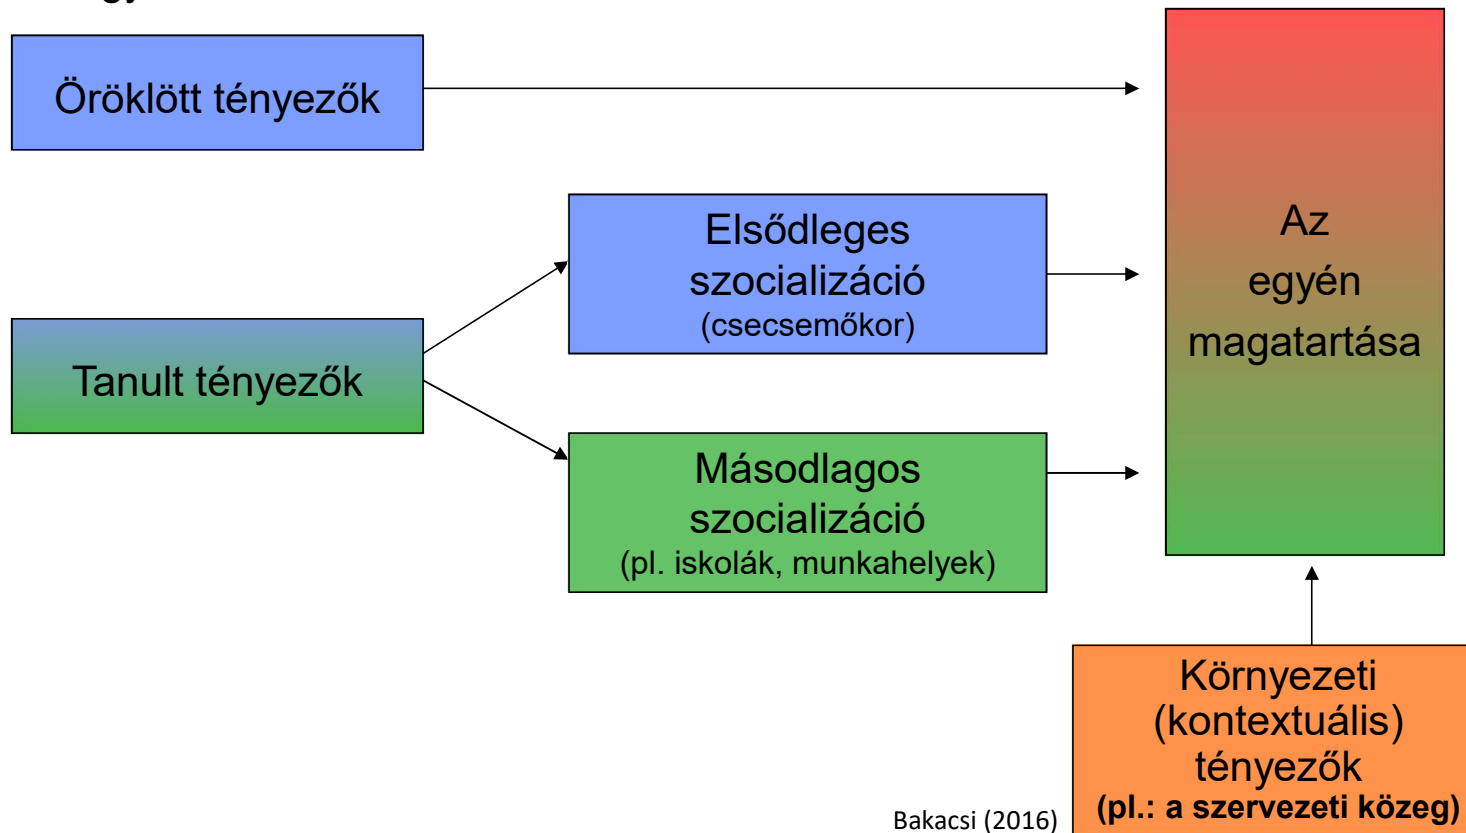 Öröklött tényezők
Elsődleges
szocializáció
(csecsemőkor)
Tanult tényezők
Másodlagos
szocializáció
(pl. iskolák, munkahelyek)
Az
egyén
magatartása
Környezeti
(kontextuális)
tényezők
(pl.: a szervezeti közeg)
Bakacsi (2016)